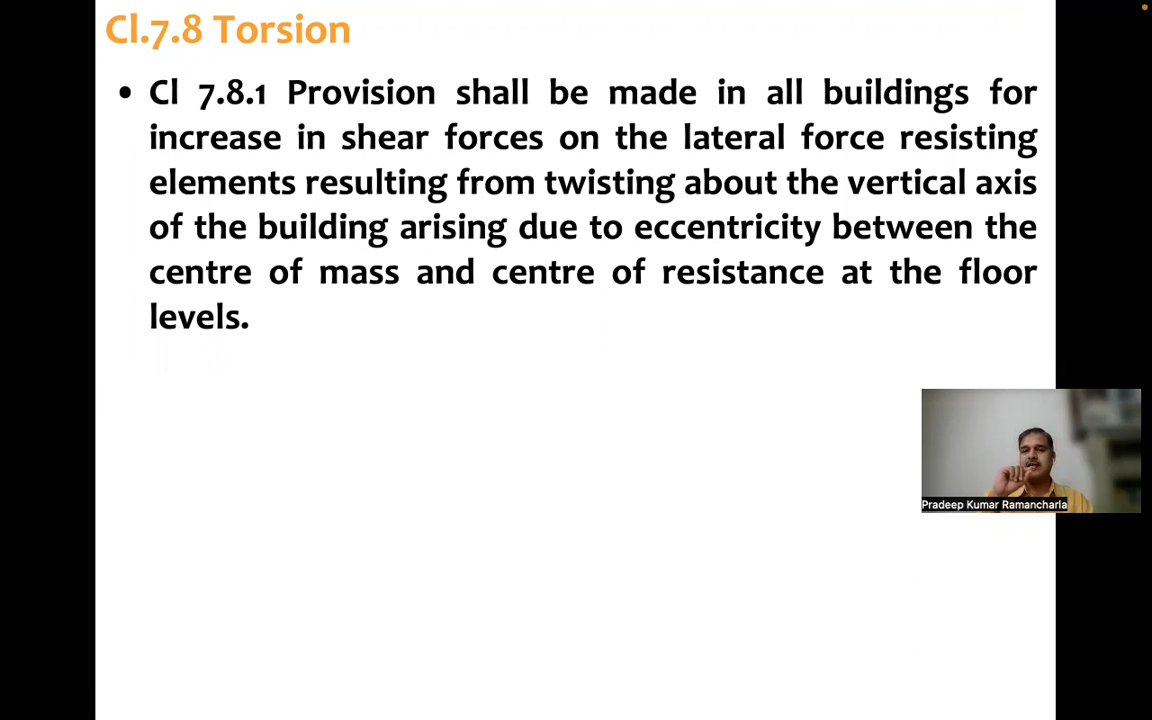 Cl.7.8 Torsion
• Cl 7.8.1 Provision shall be made in all buildings for
increase in shear forces on the lateral force resisting
elements resulting from twisting about the vertical axis
of the building arising due to eccentricity between the
centre of mass and centre of resistance at the floor
levels.
Pradeep Kumar Ramancharla